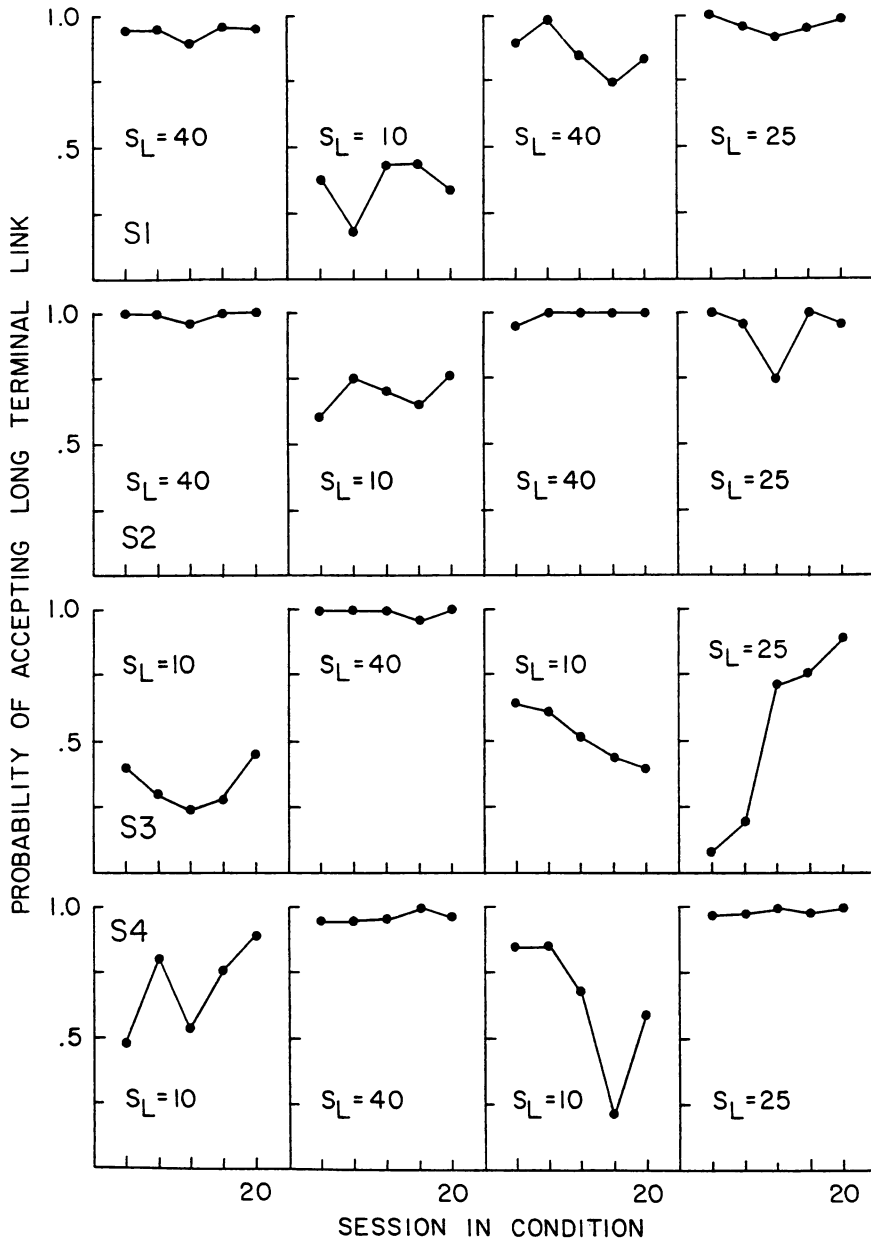 PROBABILITY OF ACCEPTING LONG TERMINAL LINK
1.0
.5
S_L=40
S1
S_L=10
S_L=40
S_L=25
1.0
.5
S_L=40
S2
S_L=10
S_L=40
S_L=25
1.0
.5
S_L=10
S3
S_L=40
S_L=10
S_L=25
1.0
.5
S4
S_L=10
S_L=40
S_L=10
S_L=25
20
20
20
20
SESSION IN CONDITION